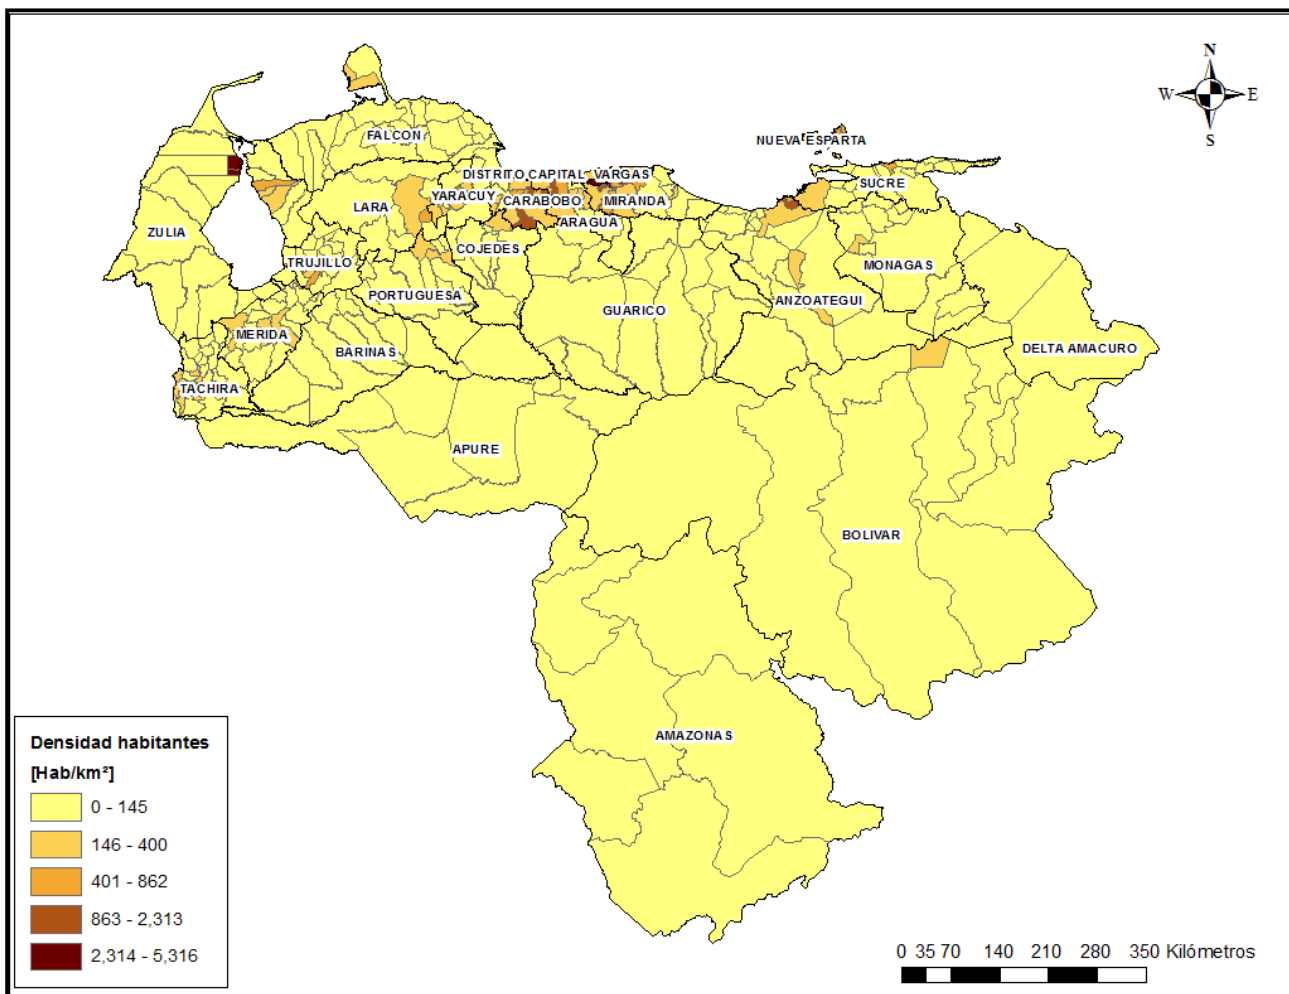 N
W E
S
NUEVA ESPARTA
FALCON
DISTRITO CAPITAL VARGAS
SUCRE
YARACUY
CARABOBO
MIRANDA
LARA
ARAGUA
ZULIA
COJEDES
TRUJILLO
MONAGAS
PORTUGUESA
ANZOATEGUI
GUARICO
MERIDA
BARINAS
DELTA AMACURO
TACHIRA
APURE
BOLIVAR
AMAZONAS
Densidad habitantes
[Hab/km²]
0 - 145
146 - 400
401 - 862
863 - 2,313
2,314 - 5,316
0 35 70 140 210 280 350 Kilómetros